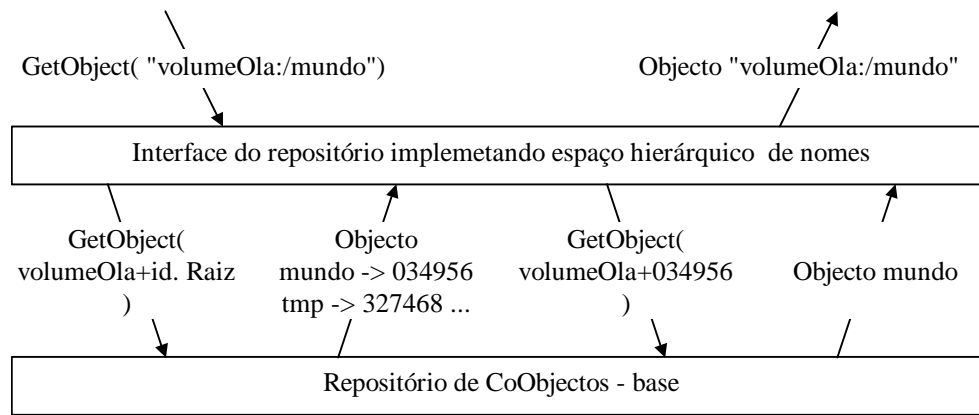 GetObject( "volumeOla:/mundo")
Objecto "volumeOla:/mundo"
Interface do repositório implemetando espaço hierárquico de nomes
GetObject(
volumeOla+id. Raiz
)
Objecto
mundo -> 034956
tmp -> 327468 ...
GetObject(
volumeOla+034956
)
Objecto mundo
Repositório de CoObjectos - base